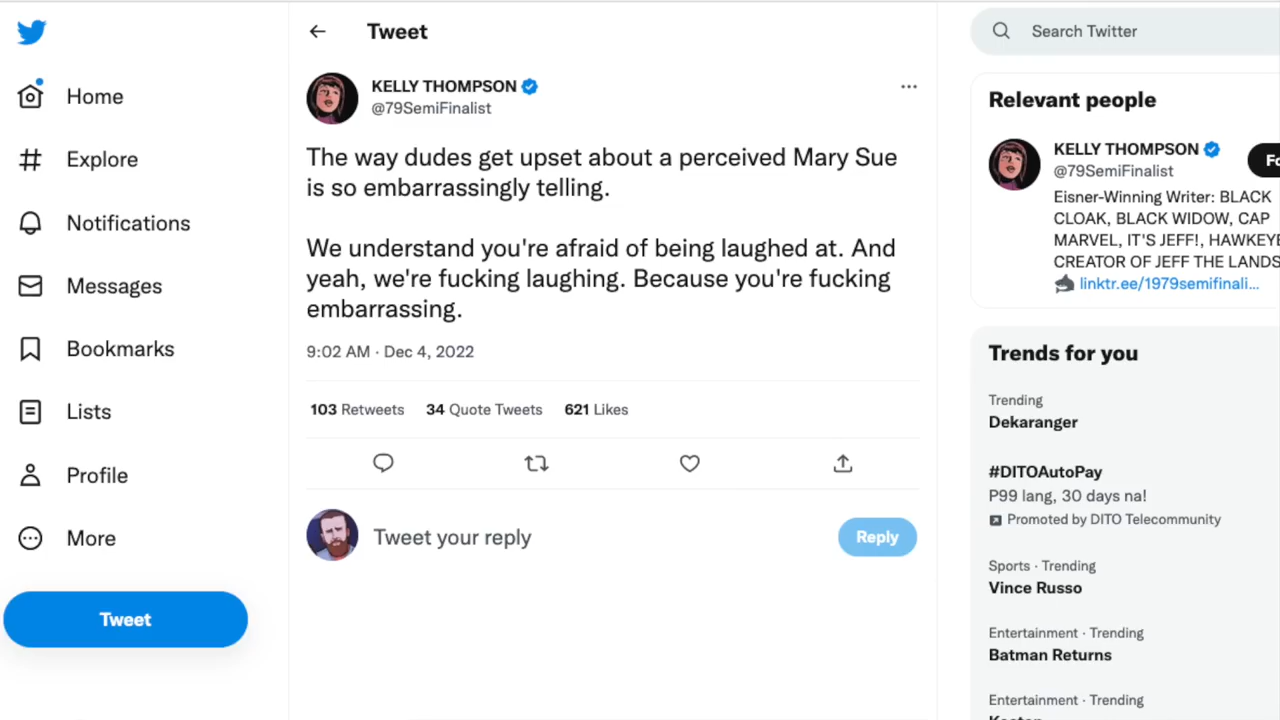 Home
Explore
Notifications
Messages
Bookmarks
Lists
Profile
More
Tweet
Tweet
KELLY THOMPSON
@79SemiFinalist
The way dudes get upset about a perceived Mary Sue
is so embarrassingly telling.
We understand you're afraid of being laughed at. And
yeah, we're fucking laughing. Because you're fucking
embarrassing.
9:02 AM · Dec 4, 2022
103 Retweets 34 Quote Tweets 621 Likes
Tweet your reply
Reply
Search Twitter
Relevant people
KELLY THOMPSON
@79SemiFinalist
Eisner-Winning Writer: BLACK
CLOAK, BLACK WIDOW, CAP
MARVEL, IT'S JEFF!, HAWKEYE
CREATOR OF JEFF THE LANDS
linktr.ee/1979semifinali...
Trends for you
Trending
Dekaranger
#DITOAutoPay
P99 lang, 30 days na!
Promoted by DITO Telecommunity
Sports · Trending
Vince Russo
Entertainment · Trending
Batman Returns
Entertainment · Trending